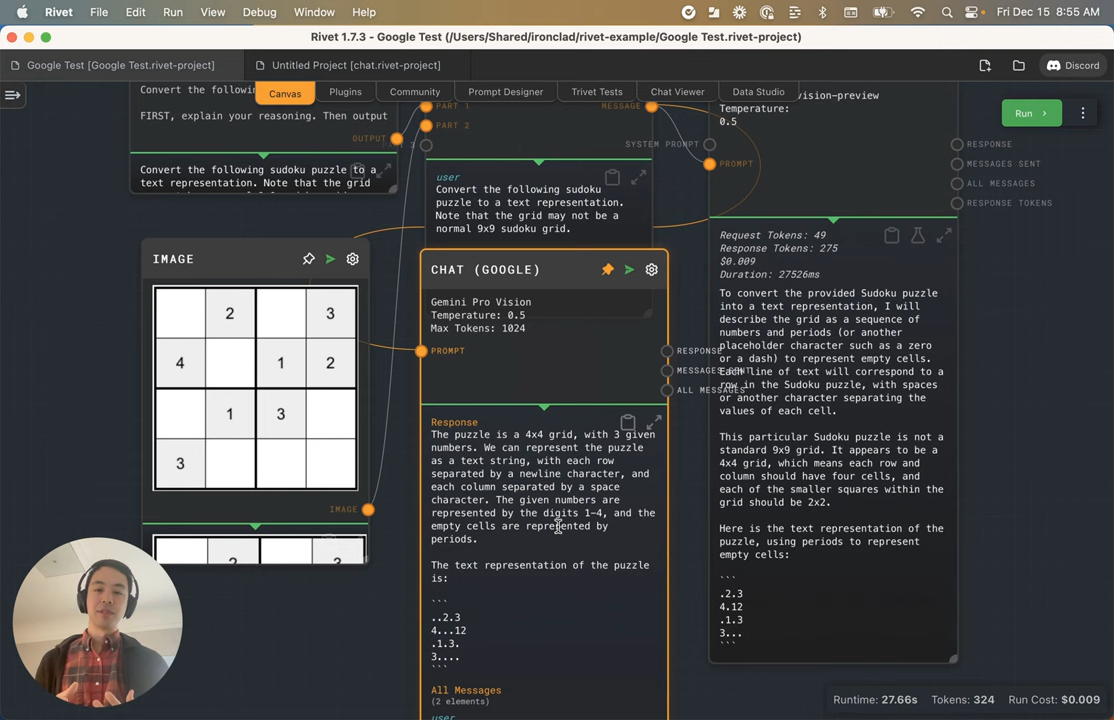 Rivet File Edit Run View Debug Window Help Fri Dec 15 8:55 AM
Rivet 1.7.3 - Google Test (/Users/Shared/ironclad/rivet-example/Google Test.rivet-project)
Google Test [Google Test.rivet-project] Untitled Project [chat.rivet-project] Discord
Canvas Plugins Community Prompt Designer Trivet Tests Chat Viewer Data Studio
Run
Convert the
FIRST, explain your reasoning. Then output
OUTPUT
Convert the following sudoku puzzle to a
text representation. Note that the grid
PART 1
PART 2
MESSAGE
user
Convert the following sudoku
puzzle to a text representation.
Note that the grid may not be a
normal 9x9 sudoku grid.
IMAGE
2 3
4 1 2
1 3
3
IMAGE
2 3
CHAT (GOOGLE)
Gemini Pro Vision
Temperature: 0.5
Max Tokens: 1024
PROMPT
RESPONSE
MESSAGES SENT
ALL MESSAGES
Response
The puzzle is a 4x4 grid, with 3 given
numbers. We can represent the puzzle
as a text string, with each row
separated by a newline character, and
each column separated by a space
character. The given numbers are
represented by the digits 1-4, and the
empty cells are represented by
periods.
The text representation of the puzzle
is:
```
..2.3
4...12
.1.3.
3....
```
All Messages
(2 elements)
user
-vision-preview
Temperature:
0.5
SYSTEM PROMPT
PROMPT
RESPONSE
MESSAGES SENT
ALL MESSAGES
RESPONSE TOKENS
Request Tokens: 49
Response Tokens: 275
$0.009
Duration: 27526ms
To convert the provided Sudoku puzzle
into a text representation, I will
describe the grid as a sequence of
numbers and periods (or another
placeholder character such as a zero
or a dash) to represent empty cells.
Each line of text will correspond to a
row in the Sudoku puzzle, with spaces
or another character separating the
values of each cell.
This particular Sudoku puzzle is not a
standard 9x9 grid. It appears to be a
4x4 grid, which means each row and
column should have four cells, and
each of the smaller squares within the
grid should be 2x2.
Here is the text representation of the
puzzle, using periods to represent
empty cells:
```
.2.3
4.12
.1.3
3...
```
Runtime: 27.66s Tokens: 324 Run Cost: $0.009